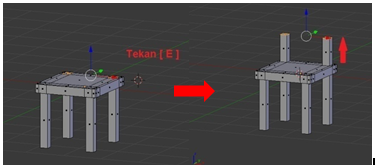 Tekan [ E ]